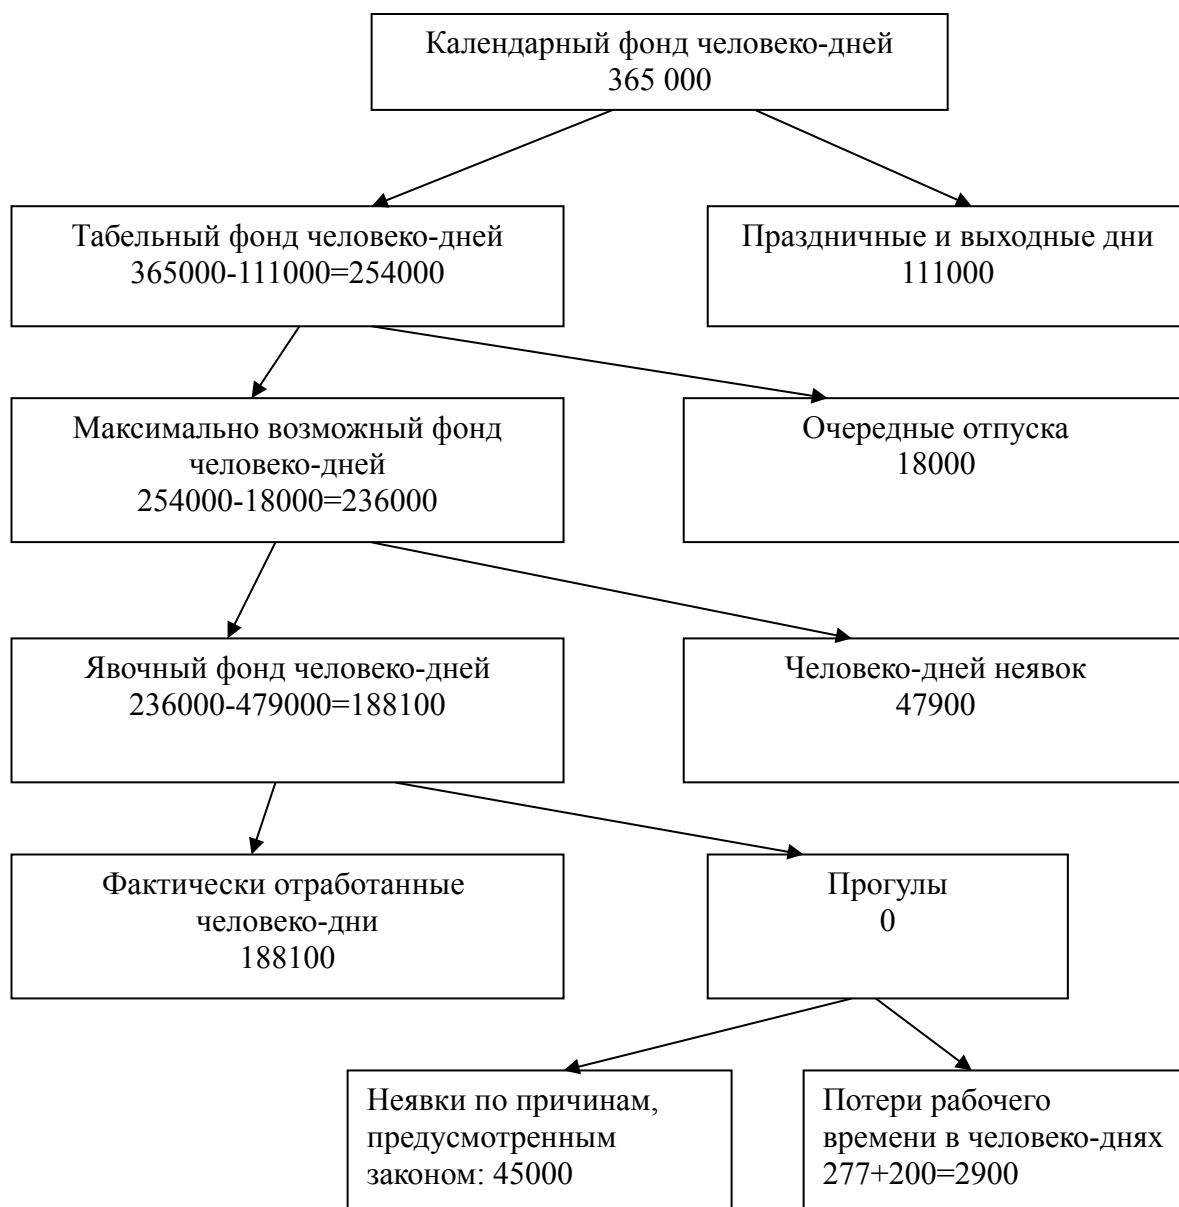 Календарный фонд человеко-дней
365 000
Табельный фонд человеко-дней
365000-111000=254000
Праздничные и выходные дни
111000
Максимально возможный фонд
человеко-дней
254000-18000=236000
Очередные отпуска
18000
Явочный фонд человеко-дней
236000-479000=188100
Человеко-дней неявок
47900
Фактически отработанные
человеко-дни
188100
Прогулы
0
Неявки по причинам,
предусмотренным
законом: 45000
Потери рабочего
времени в человеко-днях
277+200=2900